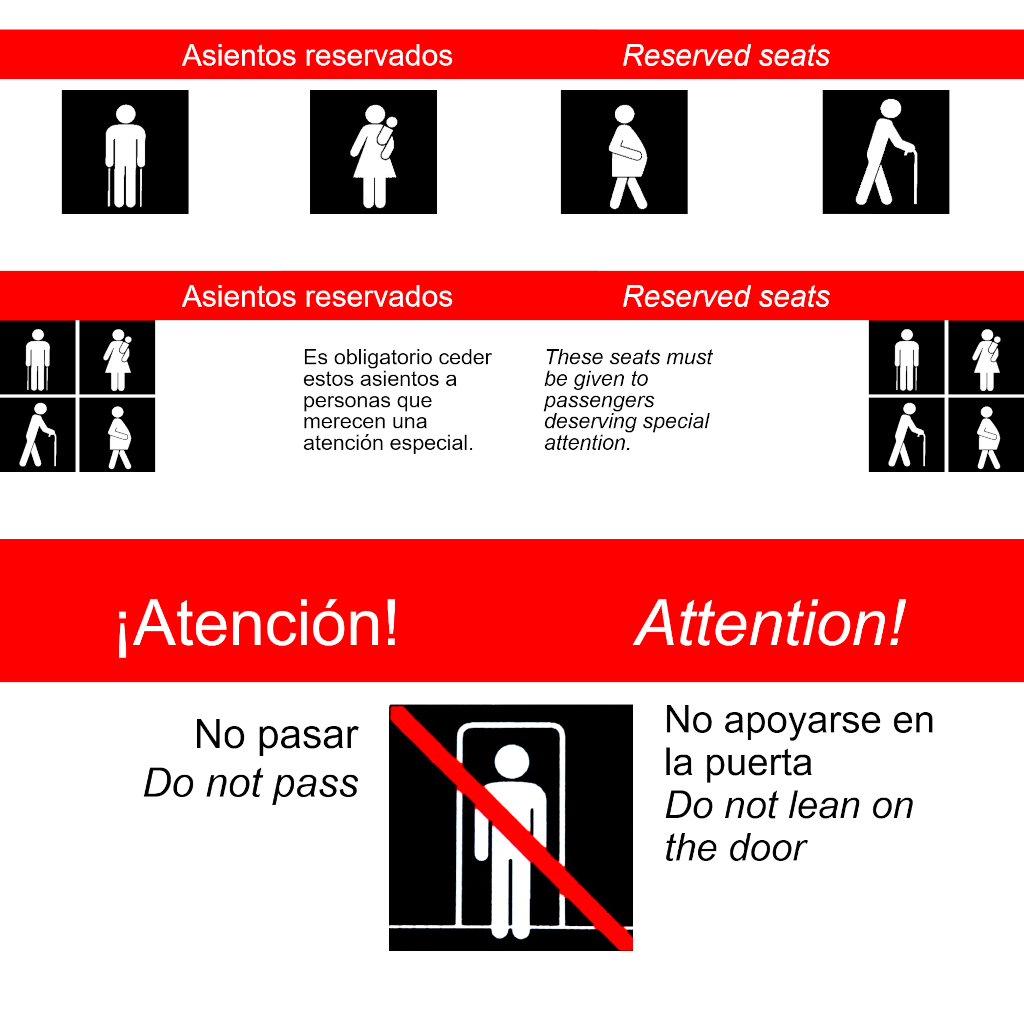 Asientos reservados
Reserved seats
Asientos reservados
Reserved seats
Es obligatorio ceder
estos asientos a
personas que
merecen una
atención especial.
These seats must
be given to
passengers
deserving special
attention.
¡Atención!
Attention!
No pasar
Do not pass
No apoyarse en
la puerta
Do not lean on
the door